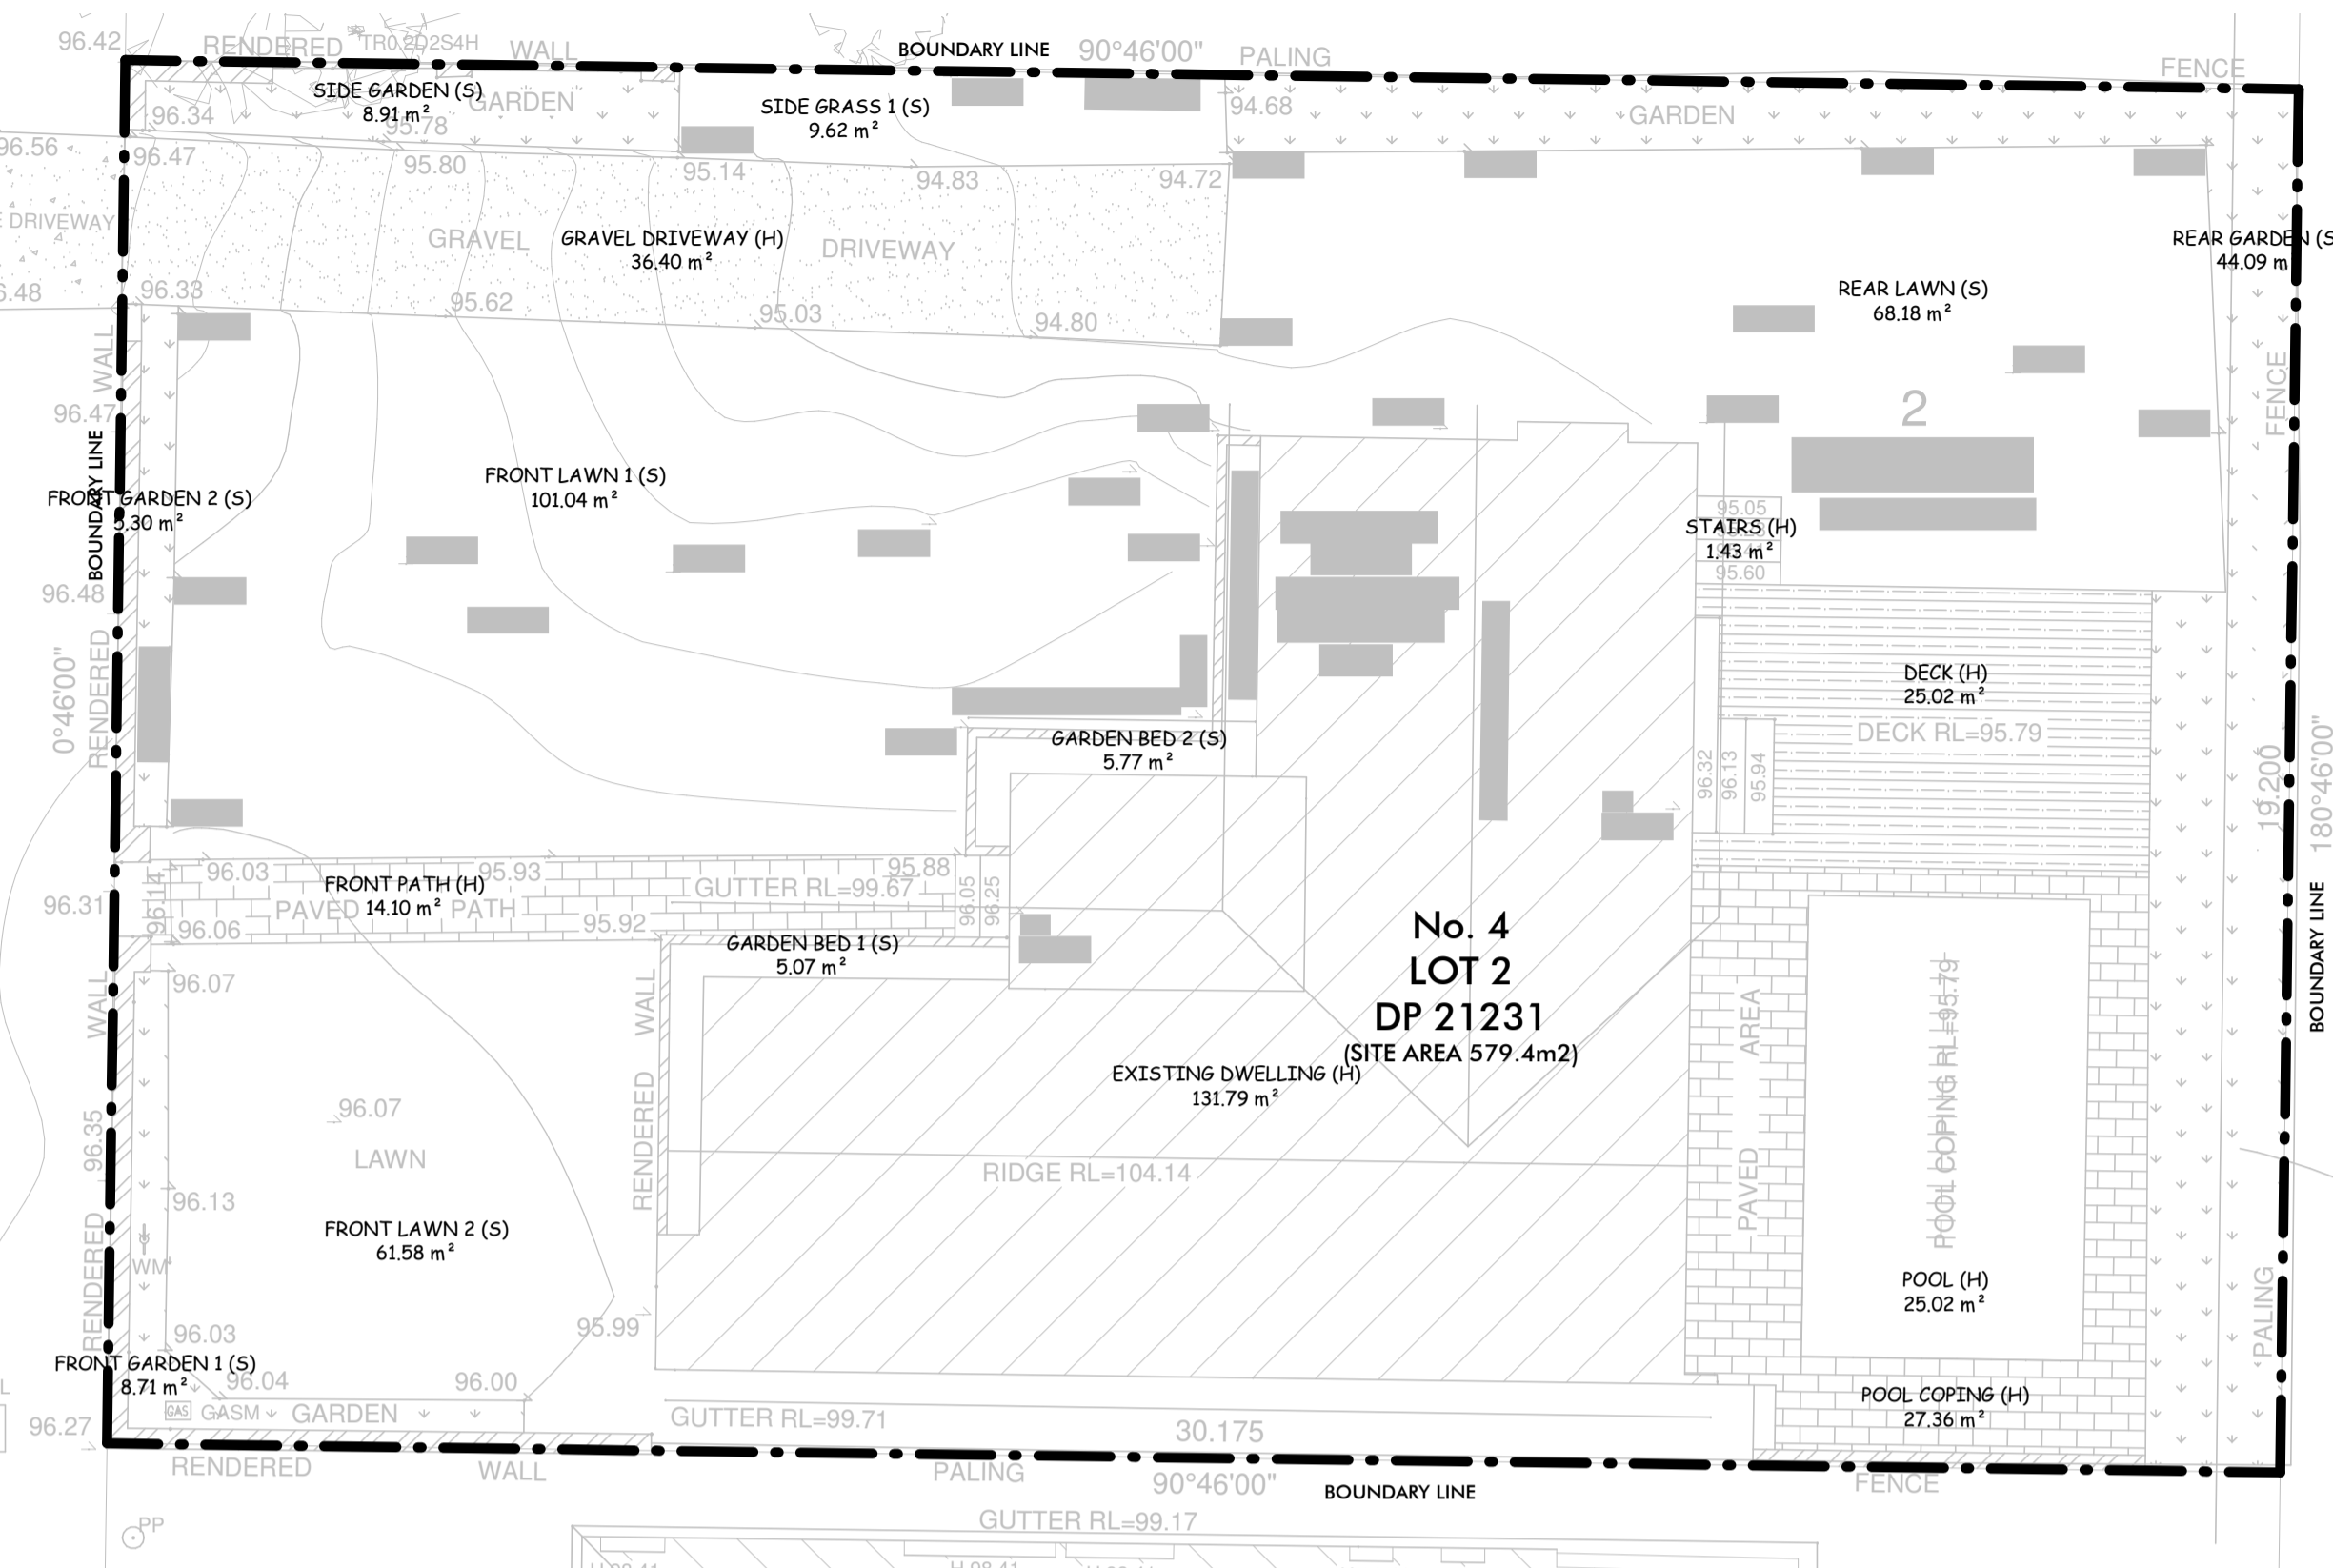 96.42
RENDERED
TR0.2D2S4H
WALL
BOUNDARY LINE
90°46'00"
PALING
FENCE
SIDE GARDEN (S)
8.91 m²
GARDEN
SIDE GRASS 1 (S)
9.62 m²
94.68
GARDEN
96.34
95.78
96.56
96.47
95.80
95.14
94.83
94.72
DRIVEWAY
GRAVEL
GRAVEL DRIVEWAY (H)
36.40 m²
DRIVEWAY
REAR GARDEN (S
44.09 m
96.33
95.62
95.03
94.80
REAR LAWN (S)
68.18 m²
WALL
FENCE
96.47
2
BOUNDARY LINE
FRONT GARDEN 2 (S)
5.30 m²
FRONT LAWN 1 (S)
101.04 m²
95.05
STAIRS (H)
1.43 m²
95.60
96.48
0°46'00"
RENDERED
DECK (H)
25.02 m²
DECK RL=95.79
GARDEN BED 2 (S)
5.77 m²
96.32
96.13
95.94
19.200
180°46'00"
96.03
95.93
95.88
FRONT PATH (H)
14.10 m²
PAVED PATH
GUTTER RL=99.67
96.05
96.25
96.31
96.14
96.06
95.92
BOUNDARY LINE
GARDEN BED 1 (S)
5.07 m²
No. 4
LOT 2
DP 21231
(SITE AREA 579.4m2)
96.07
WALL
WALL
RENDERED
PAVED AREA
POOL COPING RL=95.79
EXISTING DWELLING (H)
131.79 m²
96.07
LAWN
96.35
RIDGE RL=104.14
96.13
FRONT LAWN 2 (S)
61.58 m²
WM
RENDERED
POOL (H)
25.02 m²
PALING
95.99
96.03
FRONT GARDEN 1 (S)
8.71 m²
96.04
96.00
POOL COPING (H)
27.36 m²
GAS
GASM
GARDEN
GUTTER RL=99.71
96.27
30.175
RENDERED
WALL
PALING
90°46'00"
BOUNDARY LINE
FENCE
PP
GUTTER RL=99.17